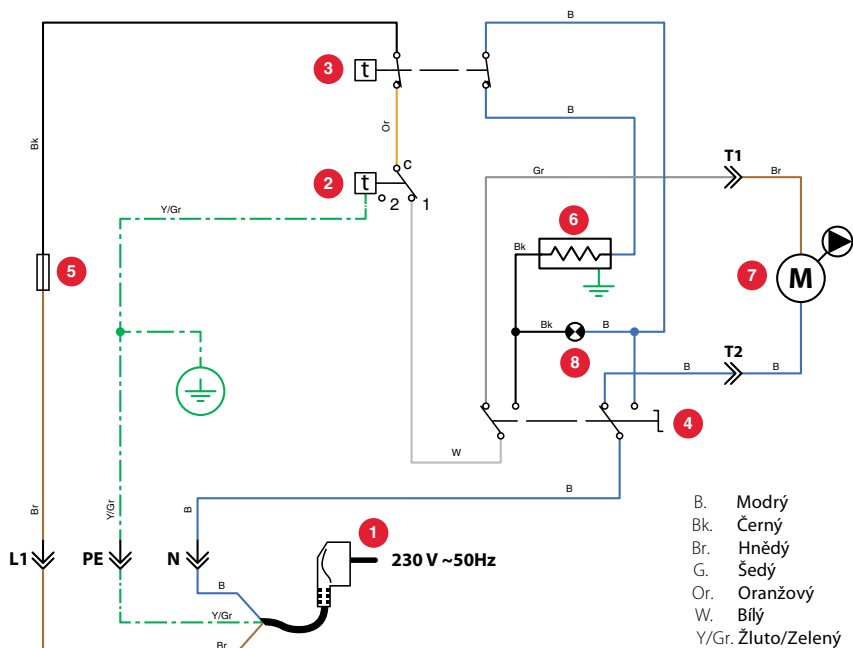 B
3
t
B
Or
Bk
T1
C
Gr
Br
2
t
2
1
Y/Gr
6
Bk
5
7
M
Bk
B
8
T2
B
B
4
W
B
B
Br
Y/Gr
1
L1
PE
N
230 V ~50Hz
B
Y/Gr
Br
B. Modrý
Bk. Černý
Br. Hnědý
G. Šedý
Or. Oranžový
W. Bílý
Y/Gr. Žluto/Zelený